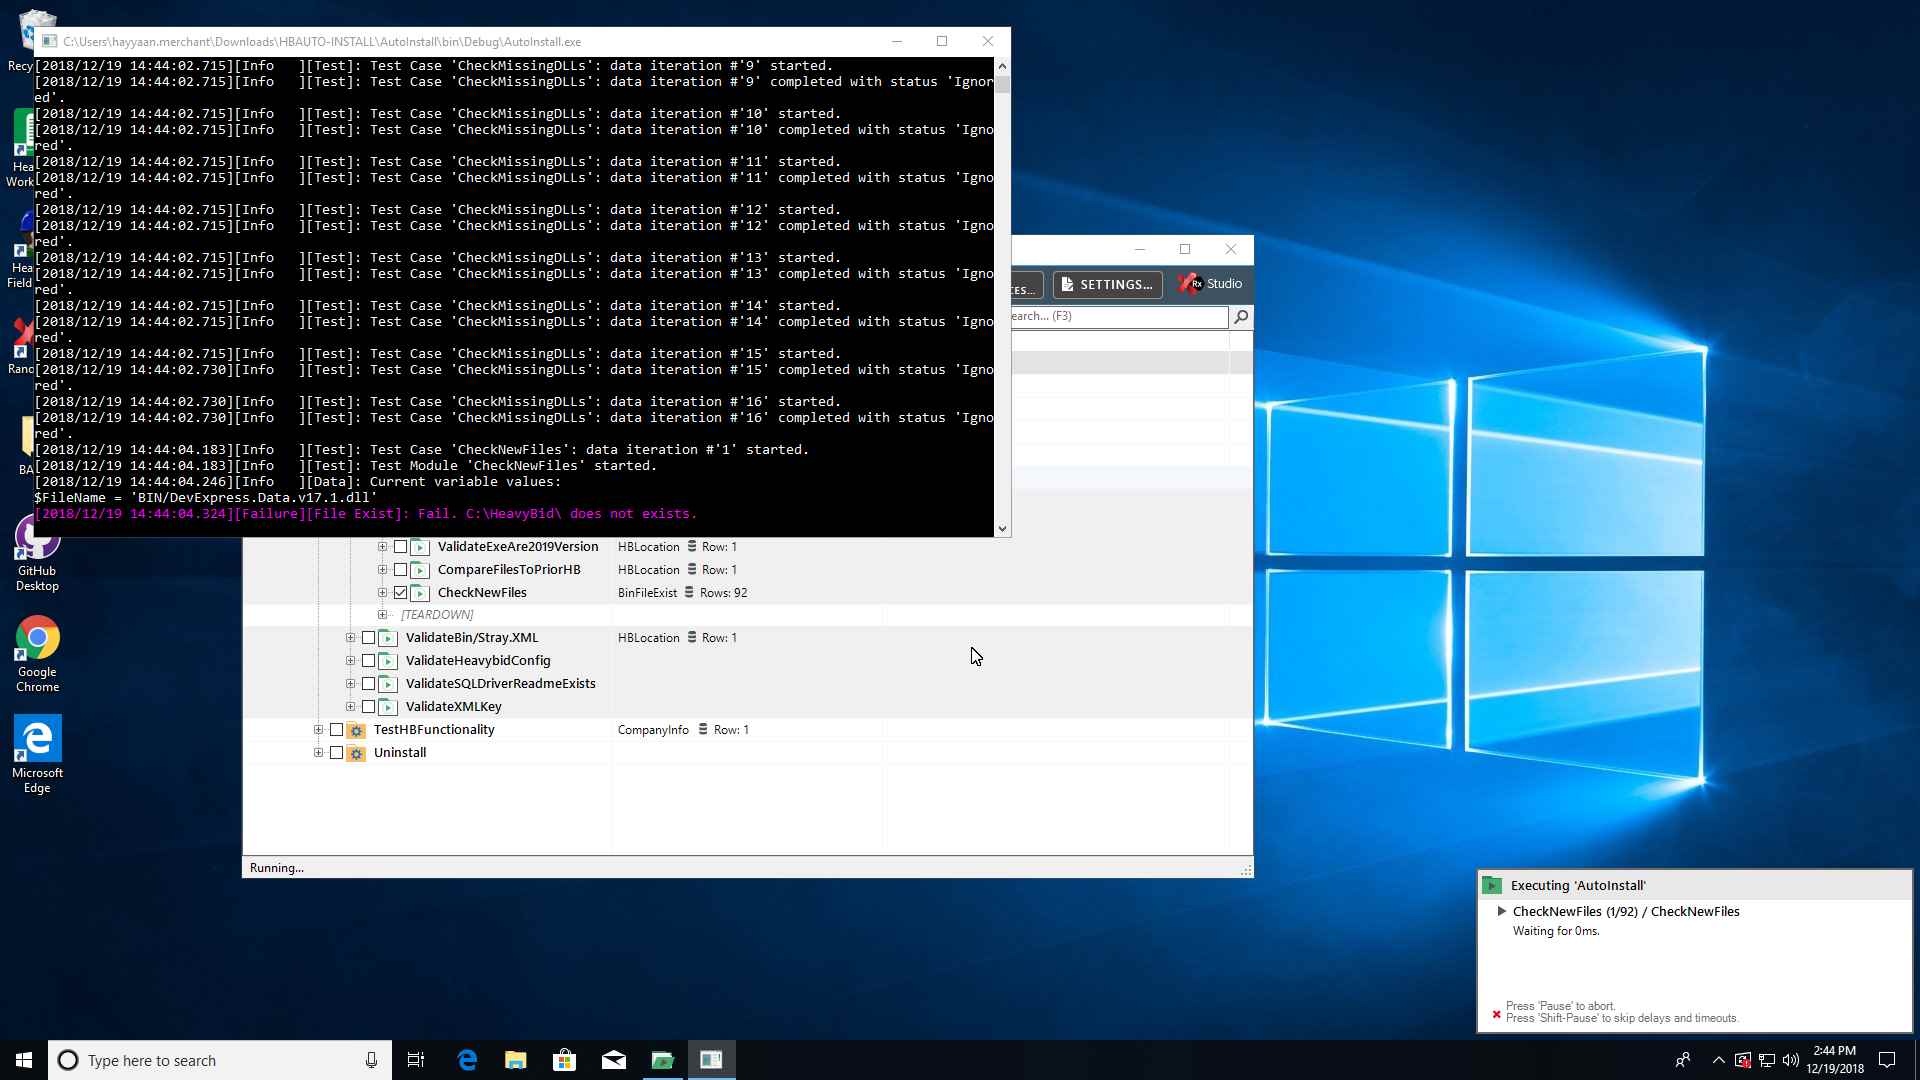 C:\Users\hayyaan.merchant\Downloads\HBAUTO-INSTALL\AutoInstall\bin\Debug\AutoInstall.exe
[2018/12/19 14:44:02.715][Info   ][Test]: Test Case 'CheckMissingDLLs': data iteration #'9' started.
[2018/12/19 14:44:02.715][Info   ][Test]: Test Case 'CheckMissingDLLs': data iteration #'9' completed with status 'Ignor
ed'.
[2018/12/19 14:44:02.715][Info   ][Test]: Test Case 'CheckMissingDLLs': data iteration #'10' started.
[2018/12/19 14:44:02.715][Info   ][Test]: Test Case 'CheckMissingDLLs': data iteration #'10' completed with status 'Igno
red'.
[2018/12/19 14:44:02.715][Info   ][Test]: Test Case 'CheckMissingDLLs': data iteration #'11' started.
[2018/12/19 14:44:02.715][Info   ][Test]: Test Case 'CheckMissingDLLs': data iteration #'11' completed with status 'Igno
red'.
[2018/12/19 14:44:02.715][Info   ][Test]: Test Case 'CheckMissingDLLs': data iteration #'12' started.
[2018/12/19 14:44:02.715][Info   ][Test]: Test Case 'CheckMissingDLLs': data iteration #'12' completed with status 'Igno
red'.
[2018/12/19 14:44:02.715][Info   ][Test]: Test Case 'CheckMissingDLLs': data iteration #'13' started.
[2018/12/19 14:44:02.715][Info   ][Test]: Test Case 'CheckMissingDLLs': data iteration #'13' completed with status 'Igno
red'.
[2018/12/19 14:44:02.715][Info   ][Test]: Test Case 'CheckMissingDLLs': data iteration #'14' started.
[2018/12/19 14:44:02.715][Info   ][Test]: Test Case 'CheckMissingDLLs': data iteration #'14' completed with status 'Igno
red'.
[2018/12/19 14:44:02.715][Info   ][Test]: Test Case 'CheckMissingDLLs': data iteration #'15' started.
[2018/12/19 14:44:02.730][Info   ][Test]: Test Case 'CheckMissingDLLs': data iteration #'15' completed with status 'Igno
red'.
[2018/12/19 14:44:02.730][Info   ][Test]: Test Case 'CheckMissingDLLs': data iteration #'16' started.
[2018/12/19 14:44:02.730][Info   ][Test]: Test Case 'CheckMissingDLLs': data iteration #'16' completed with status 'Igno
red'.
[2018/12/19 14:44:04.183][Info   ][Test]: Test Case 'CheckNewFiles': data iteration #'1' started.
[2018/12/19 14:44:04.183][Info   ][Test]: Test Module 'CheckNewFiles' started.
[2018/12/19 14:44:04.246][Info   ][Data]: Current variable values:
$FileName = 'BIN/DevExpress.Data.v17.1.dll'
[2018/12/19 14:44:04.324][Failure][File Exist]: Fail. C:\HeavyBid\ does not exists.
Recy
Hea
Work
Hea
Field
Rano
BA
GitHub
Desktop
Google
Chrome
Microsoft
Edge
ces...
SETTINGS...
Rx
Studio
earch... (F3)
ValidateExeAre2019Version HBLocation Row: 1
CompareFilesToPriorHB HBLocation Row: 1
CheckNewFiles BinFileExist Rows: 92
[TEARDOWN]
ValidateBin/Stray.XML HBLocation Row: 1
ValidateHeavybidConfig
ValidateSQLDriverReadmeExists
ValidateXMLKey
TestHBFunctionality CompanyInfo Row: 1
Uninstall
Running...
Executing 'AutoInstall'
CheckNewFiles (1/92) / CheckNewFiles
Waiting for 0ms.
Press 'Pause' to abort.
Press 'Shift-Pause' to skip delays and timeouts.
Type here to search
2:44 PM
12/19/2018